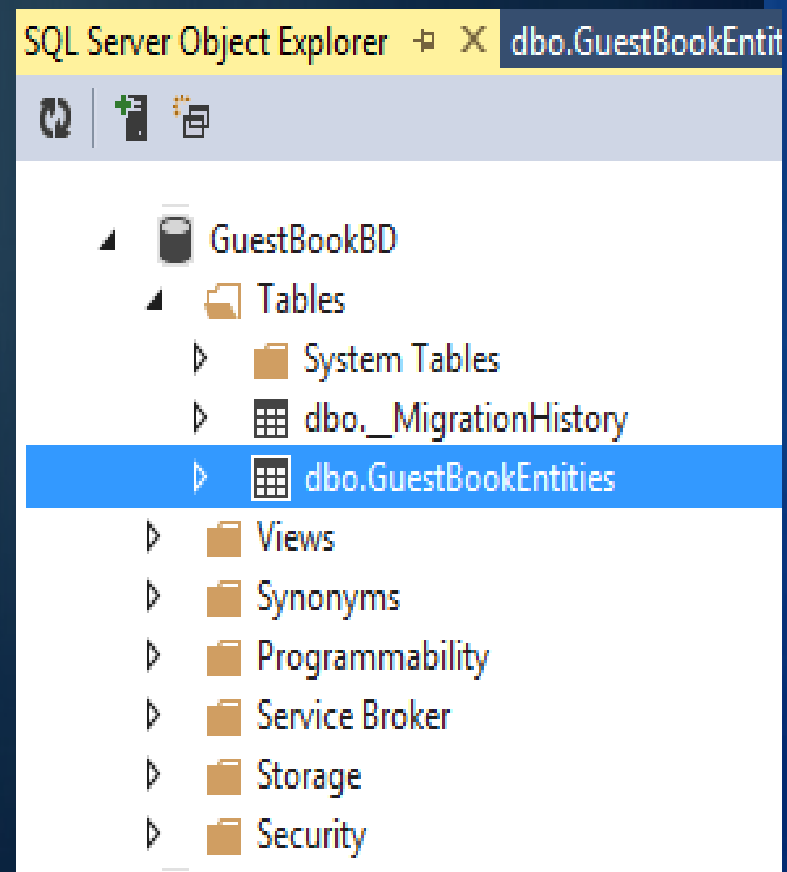 SQL Server Object Explorer dbo.GuestBookEntit
GuestBookBD
Tables
System Tables
dbo.__MigrationHistory
dbo.GuestBookEntities
Views
Synonyms
Programmability
Service Broker
Storage
Security